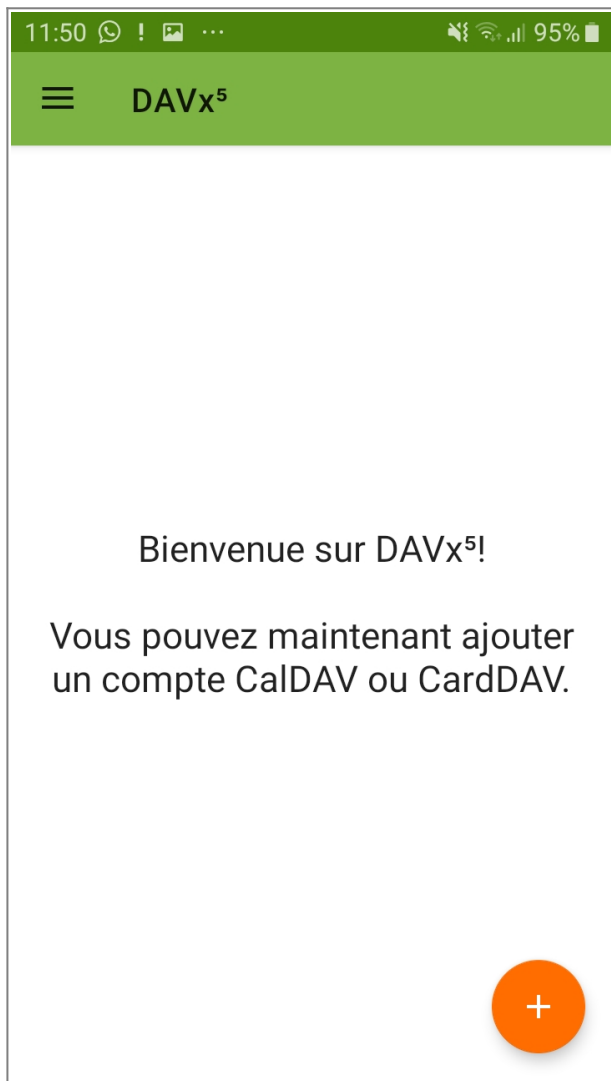 11:50 ! ... 95%
DAVx⁵
Bienvenue sur DAVx⁵!
Vous pouvez maintenant ajouter
un compte CalDAV ou CardDAV.
+